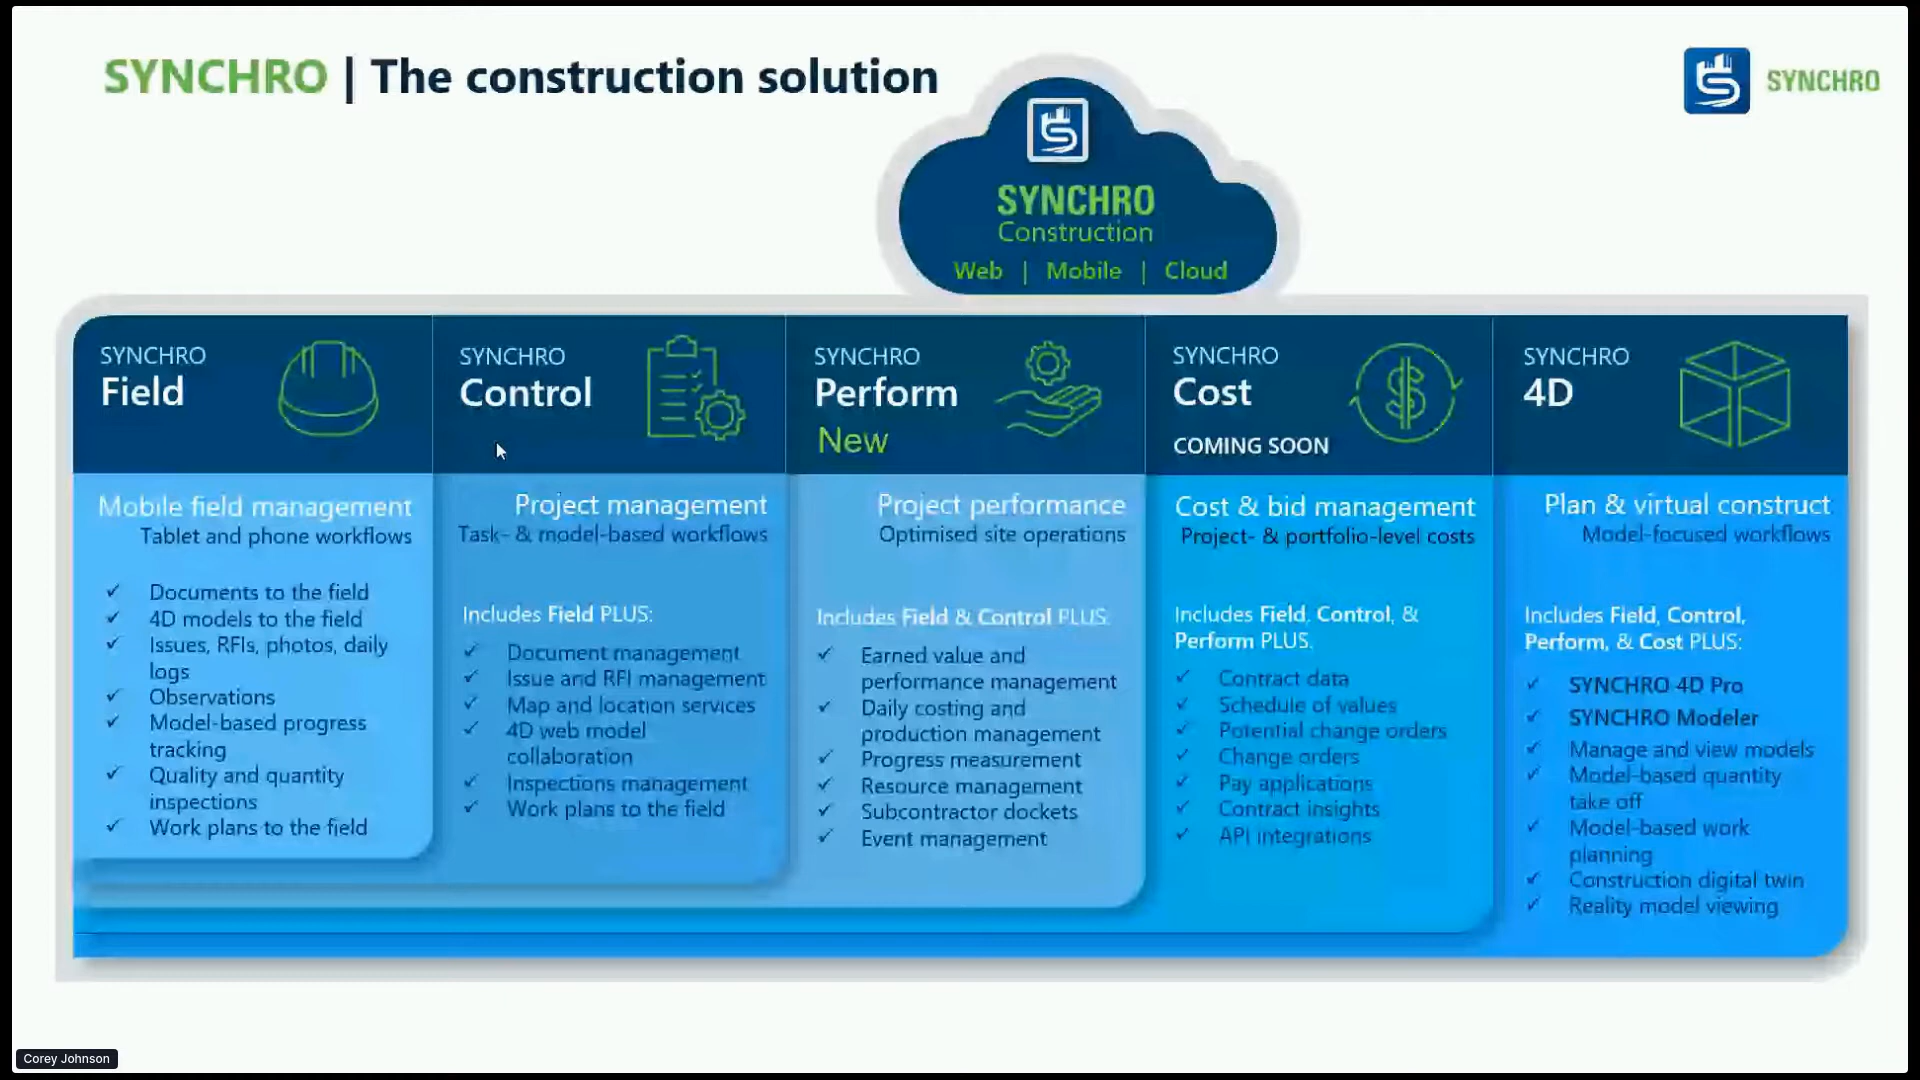 SYNCHRO | The construction solution
SYNCHRO
SYNCHRO
Construction
Web | Mobile | Cloud
SYNCHRO
Field
Mobile field management
Tablet and phone workflows
✓ Documents to the field
✓ 4D models to the field
✓ Issues, RFIs, photos, daily
logs
✓ Observations
✓ Model-based progress
tracking
✓ Quality and quantity
inspections
✓ Work plans to the field
SYNCHRO
Control
Project management
Task- & model-based workflows
Includes Field PLUS:
✓ Document management
✓ Issue and RFI management
✓ Map and location services
✓ 4D web model
collaboration
✓ Inspections management
✓ Work plans to the field
SYNCHRO
Perform
New
Project performance
Optimised site operations
Includes Field & Control PLUS:
✓ Earned value and
performance management
✓ Daily costing and
production management
✓ Progress measurement
✓ Resource management
✓ Subcontractor dockets
✓ Event management
SYNCHRO
Cost
COMING SOON
Cost & bid management
Project- & portfolio-level costs
Includes Field, Control, &
Perform PLUS:
✓ Contract data
✓ Schedule of values
✓ Potential change orders
✓ Change orders
✓ Pay applications
✓ Contract insights
✓ API integrations
SYNCHRO
4D
Plan & virtual construct
Model-focused workflows
Includes Field, Control,
Perform, & Cost PLUS:
✓ SYNCHRO 4D Pro
✓ SYNCHRO Modeler
✓ Manage and view models
✓ Model-based quantity
take off
✓ Model-based work
planning
✓ Construction digital twin
✓ Reality model viewing
Corey Johnson